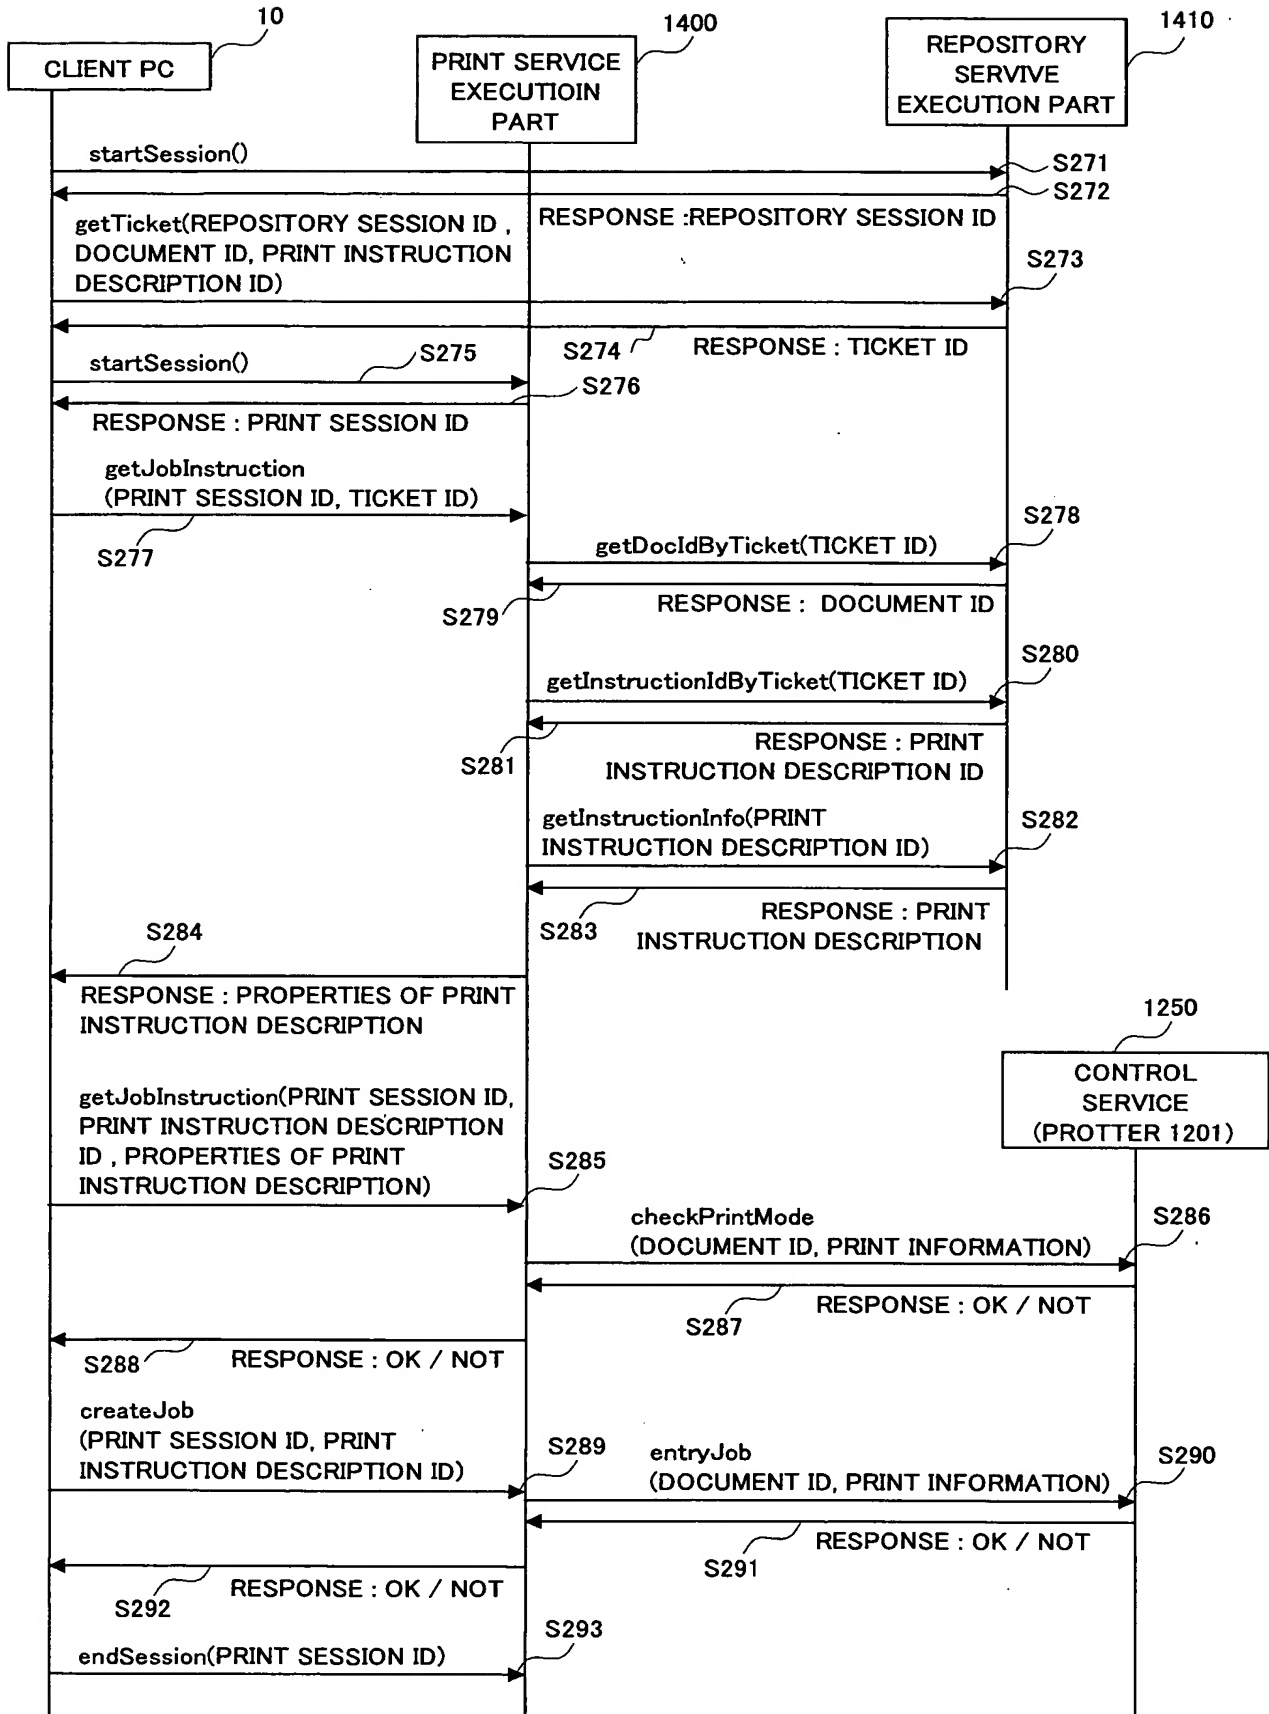 10
1400
1410
CLIENT PC
PRINT SERVICE
EXECUTIOIN
PART
REPOSITORY
SERVIVE
EXECUTION PART
startSession()
S271
S272
RESPONSE :REPOSITORY SESSION ID
getTicket(REPOSITORY SESSION ID ,
DOCUMENT ID, PRINT INSTRUCTION
DESCRIPTION ID)
S273
S274
RESPONSE : TICKET ID
startSession()
S275
S276
RESPONSE : PRINT SESSION ID
getJobInstruction
(PRINT SESSION ID, TICKET ID)
S277
S278
getDocIdByTicket(TICKET ID)
S279
RESPONSE : DOCUMENT ID
S280
getInstructionIdByTicket(TICKET ID)
S281
RESPONSE : PRINT
INSTRUCTION DESCRIPTION ID
getInstructionInfo(PRINT
INSTRUCTION DESCRIPTION ID)
S282
S283
RESPONSE : PRINT
INSTRUCTION DESCRIPTION
S284
RESPONSE : PROPERTIES OF PRINT
INSTRUCTION DESCRIPTION
1250
CONTROL
SERVICE
(PROTTER 1201)
getJobInstruction(PRINT SESSION ID,
PRINT INSTRUCTION DESCRIPTION
ID , PROPERTIES OF PRINT
INSTRUCTION DESCRIPTION)
S285
checkPrintMode
(DOCUMENT ID, PRINT INFORMATION)
S286
S287
RESPONSE : OK / NOT
S288
RESPONSE : OK / NOT
createJob
(PRINT SESSION ID, PRINT
INSTRUCTION DESCRIPTION ID)
S289
entryJob
(DOCUMENT ID, PRINT INFORMATION)
S290
S291
RESPONSE : OK / NOT
S292
RESPONSE : OK / NOT
endSession(PRINT SESSION ID)
S293